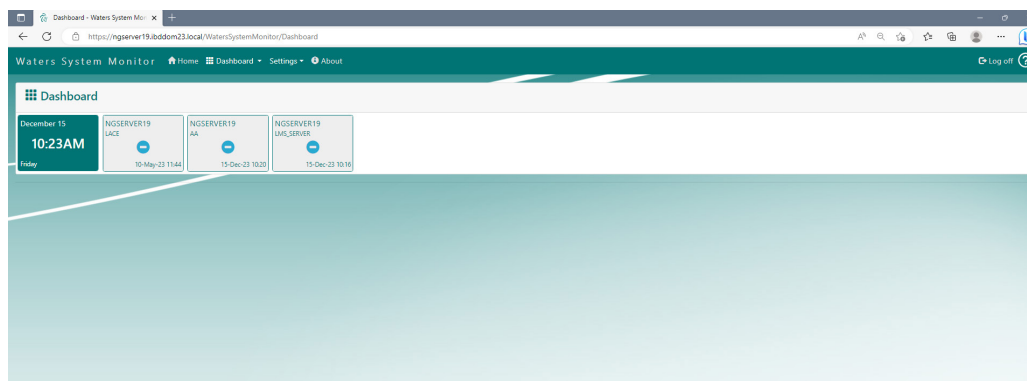 Dashboard - Waters System Mo
https://ngserver19.ibddom23.local/WatersSystemMonitor/Dashboard
Waters System Monitor Home Dashboard Settings About Log off
Dashboard
December 15
10:23AM
Friday
NGSERVER19
LACE
10-May-23 11:44
NGSERVER19
AA
15-Dec-23 10:20
NGSERVER19
LMS_SERVER
15-Dec-23 10:16